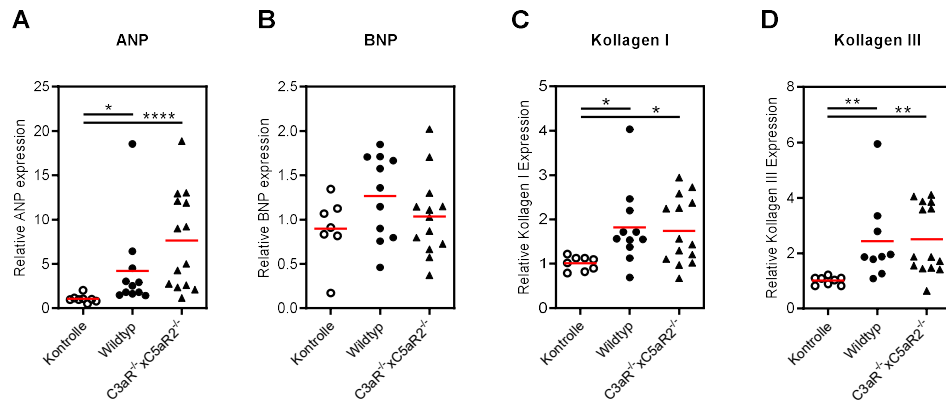 A
ANP
Relative ANP expression
25
20
15
10
5
0
*
****
Kontrolle
Wildtyp
C3aR-/-xC5aR2-/-
B
BNP
Relative BNP expression
2.5
2.0
1.5
1.0
0.5
0.0
Kontrolle
Wildtyp
C3aR-/-xC5aR2-/-
C
Kollagen I
Relative Kollagen I Expression
5
4
3
2
1
0
*
*
Kontrolle
Wildtyp
C3aR-/-xC5aR2-/-
D
Kollagen III
Relative Kollagen III Expression
8
6
4
2
0
**
**
Kontrolle
Wildtyp
C3aR-/-xC5aR2-/-